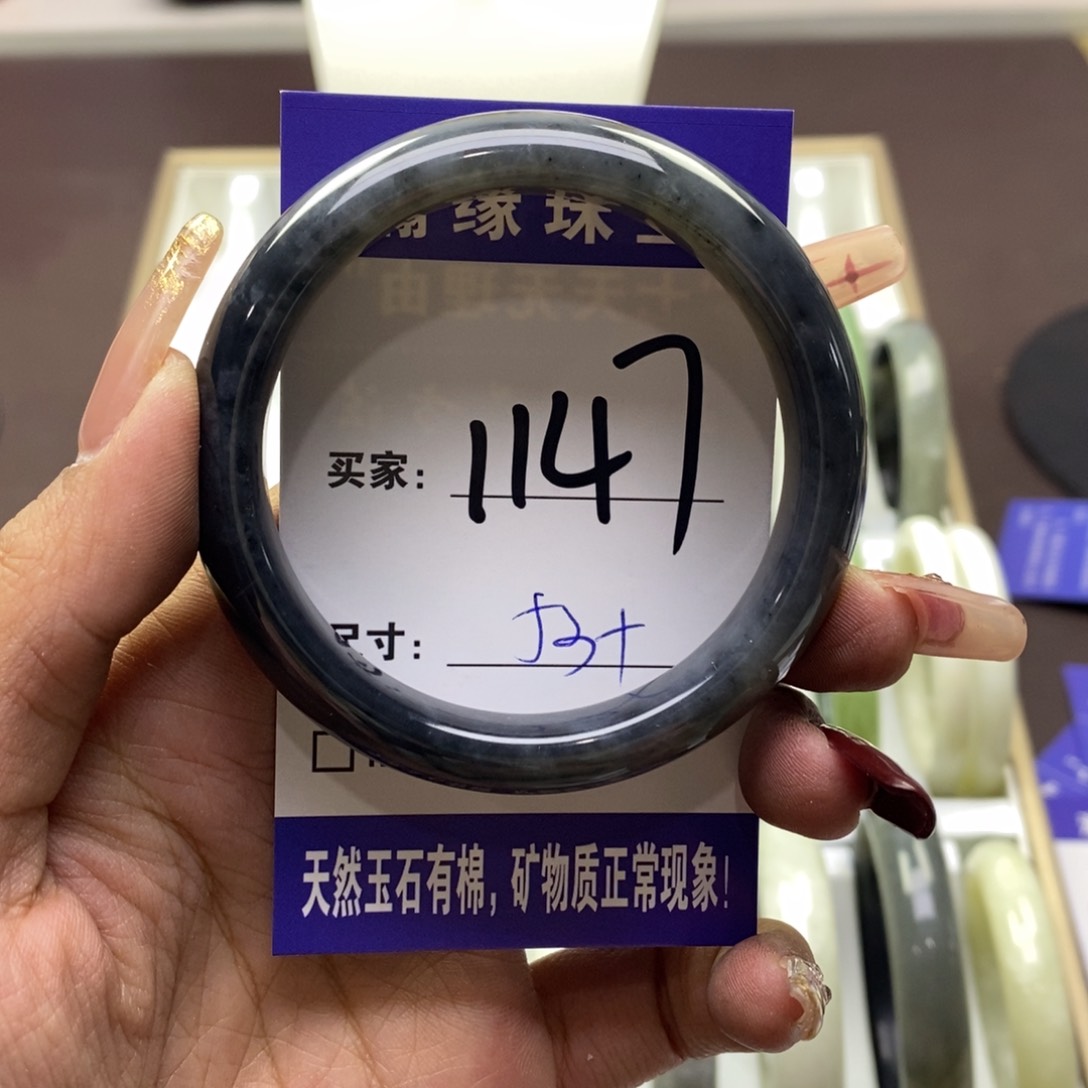 缘珠
买家: 1147
尺寸: 53+
天然玉石有棉,矿物质正常现象!